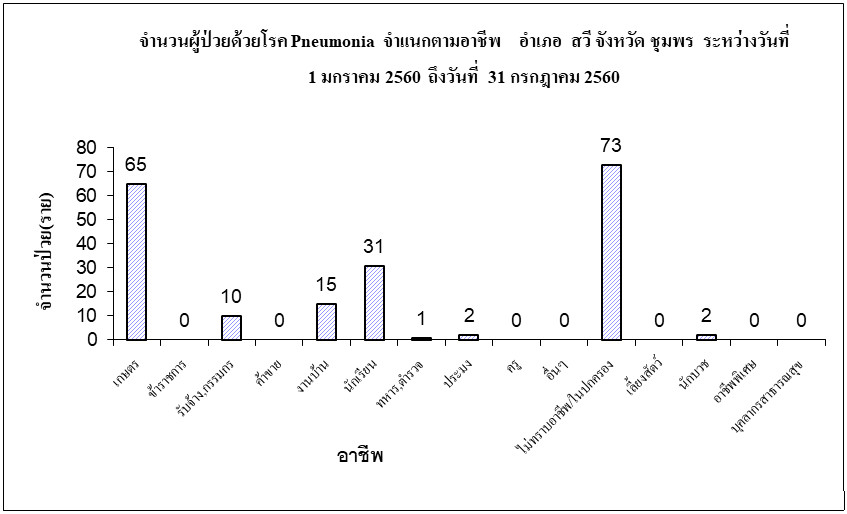 จำนวนผู้ป่วยด้วยโรค Pneumonia จำแนกตามอาชีพ อำเภอ สวี จังหวัด ชุมพร ระหว่างวันที่
1 มกราคม 2560 ถึงวันที่ 31 กรกฎาคม 2560
จำนวนป่วย(ราย)
80
70
60
50
40
30
20
10
0
65
0
10
0
15
31
1
2
0
0
73
0
2
0
0
เกษตร
ข้าราชการ
รับจ้าง,กรรมกร
ค้าขาย
งานบ้าน
นักเรียน
ทหาร,ตำรวจ
ประมง
ครู
อื่นๆ
ไม่ทราบอาชีพ/ในปกครอง
เลี้ยงสัตว์
นักบวช
อาชีพพิเศษ
บุคลากรสาธารณสุข
อาชีพ